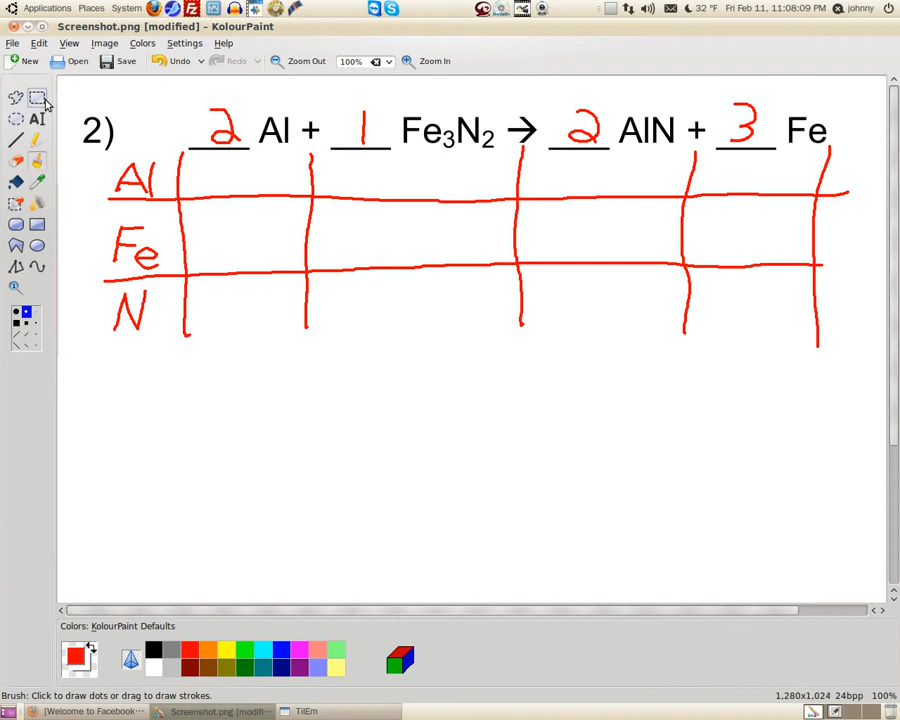 Applications Places System 32 °F Fri Feb 11, 11:08:09 PM johnny
Screenshot.png [modified] – KolourPaint
File Edit View Image Colors Settings Help
New Open Save Undo Redo Zoom Out 100% Zoom In
2) 2 Al + 1 Fe₃N₂ → 2 AlN + 3 Fe
Al
Fe
N
Colors: KolourPaint Defaults
Brush: Click to draw dots or drag to draw strokes. 1,280x1,024 24bpp 100%
[Welcome to Facebook··· Screenshot.png [modifi··· TilEm